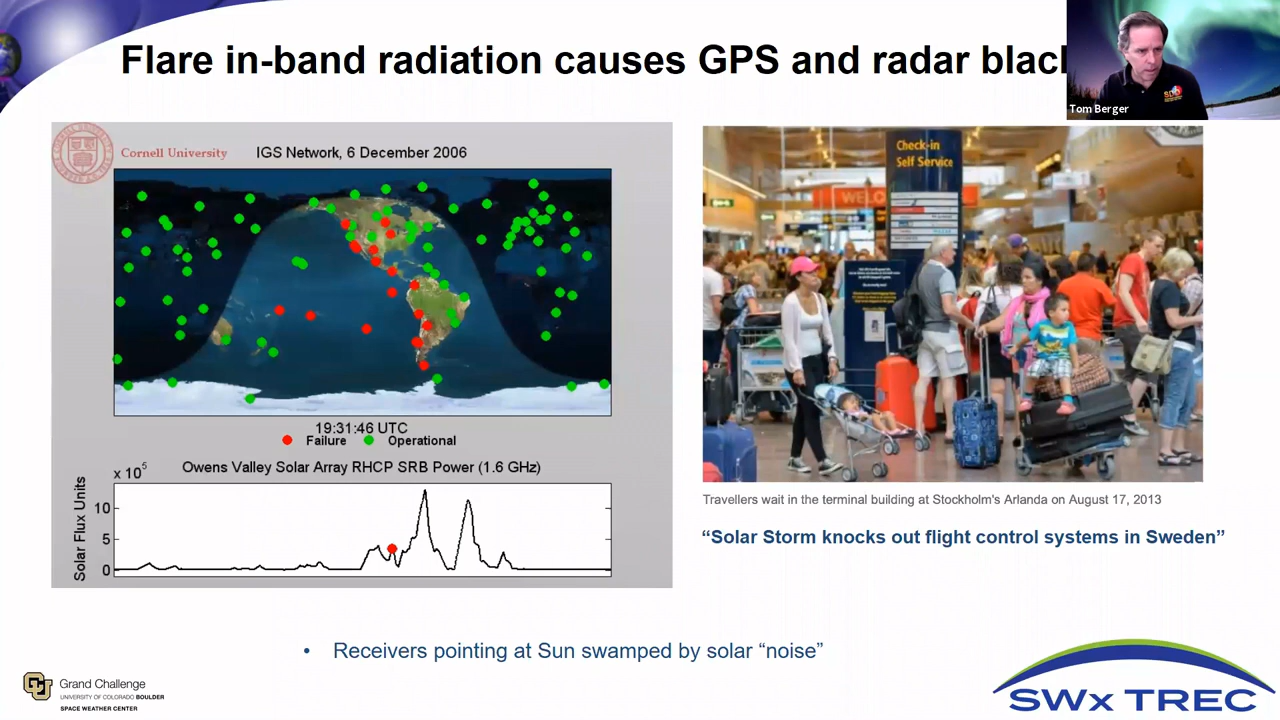 Flare in-band radiation causes GPS and radar blac
Tom Berger
Cornell University
IGS Network, 6 December 2006
19:31:46 UTC
Failure
Operational
x 10⁵
Owens Valley Solar Array RHCP SRB Power (1.6 GHz)
Solar Flux Units
10
5
0
Check-in
Self Service
WELC
Travellers wait in the terminal building at Stockholm's Arlanda on August 17, 2013
“Solar Storm knocks out flight control systems in Sweden”
• Receivers pointing at Sun swamped by solar “noise”
CU
Grand Challenge
UNIVERSITY OF COLORADO BOULDER
SPACE WEATHER CENTER
SWx TREC